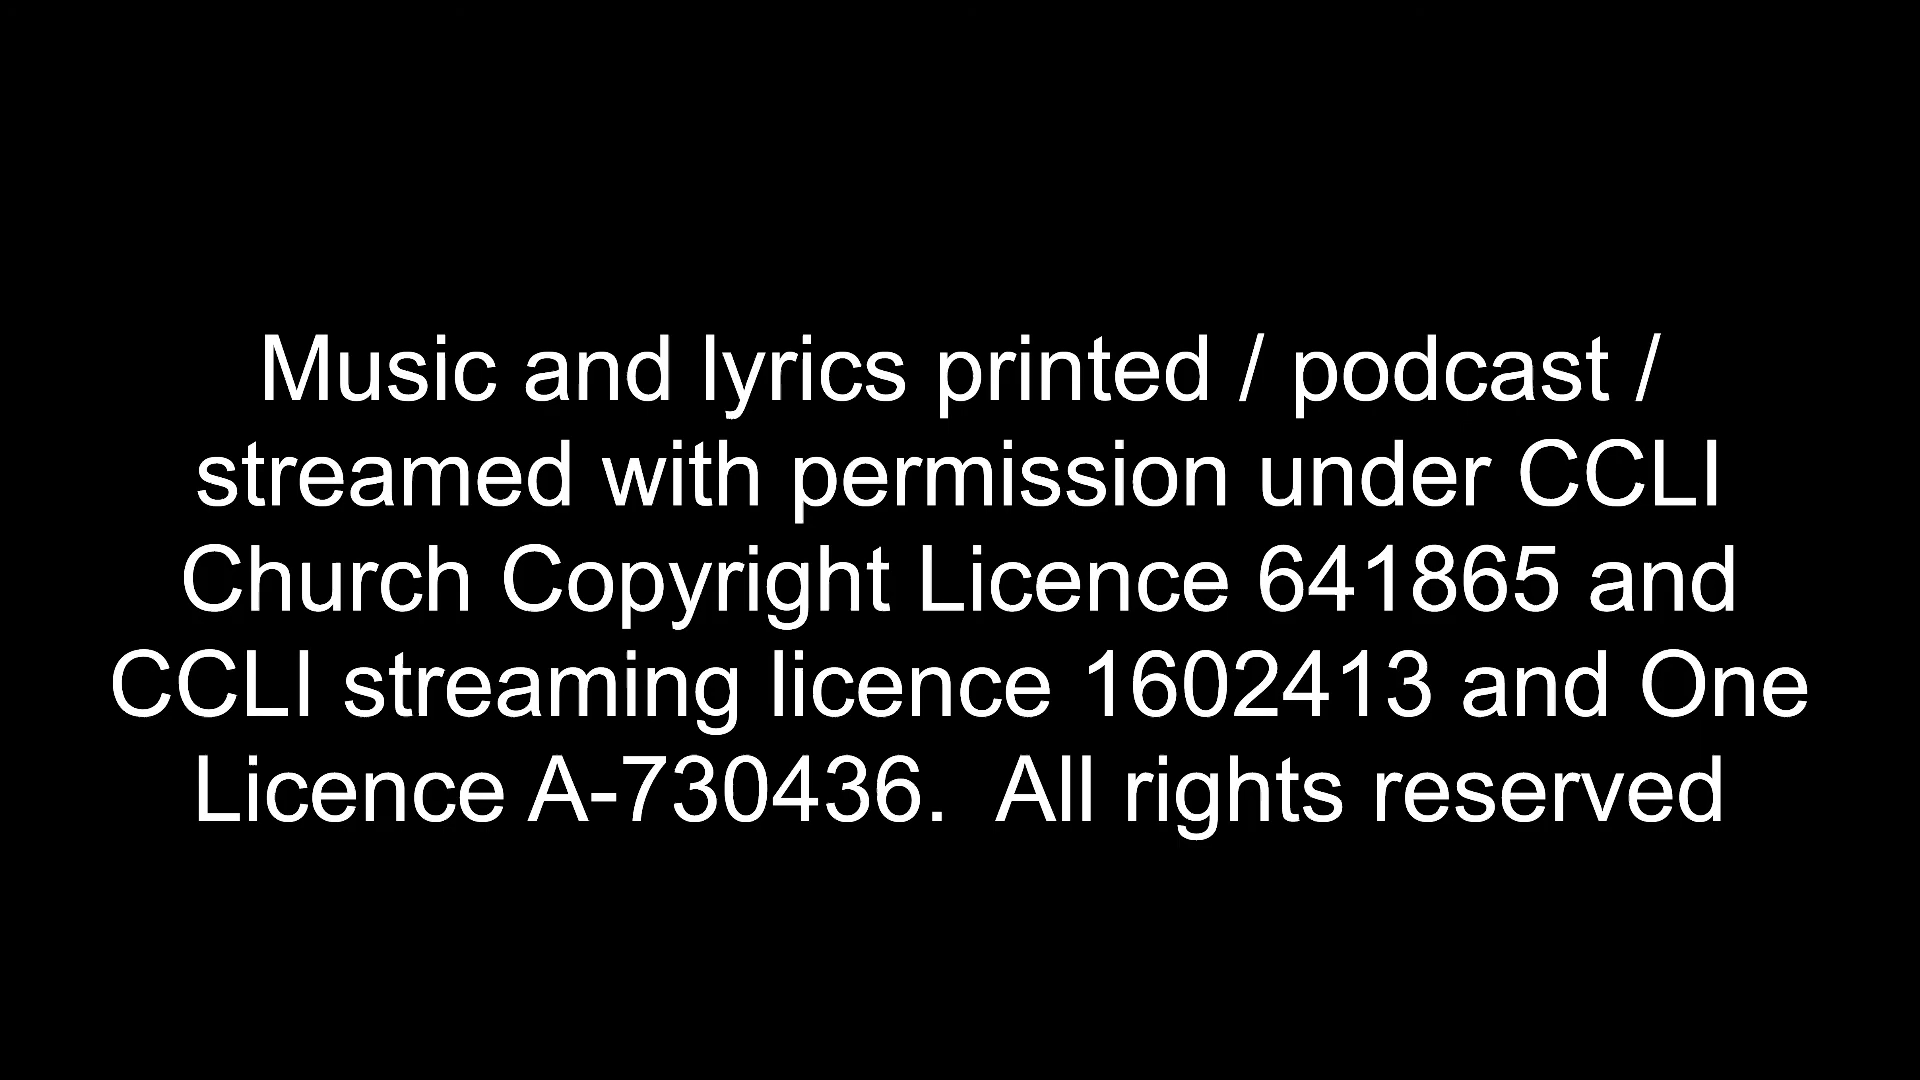 Music and lyrics printed / podcast /
streamed with permission under CCLI
Church Copyright Licence 641865 and
CCLI streaming licence 1602413 and One
Licence A-730436.  All rights reserved